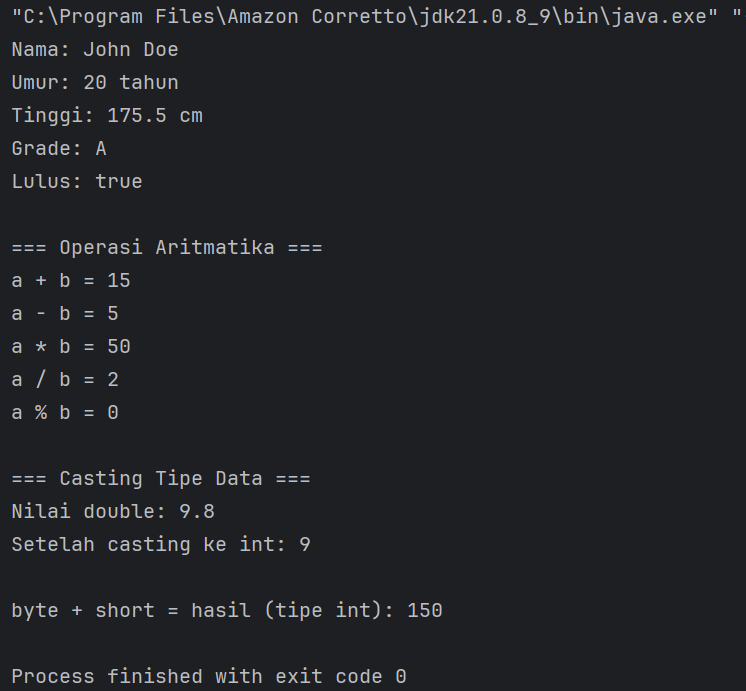 "C:\Program Files\Amazon Corretto\jdk21.0.8_9\bin\java.exe" "
Nama: John Doe
Umur: 20 tahun
Tinggi: 175.5 cm
Grade: A
Lulus: true
=== Operasi Aritmatika ===
a + b = 15
a - b = 5
a * b = 50
a / b = 2
a % b = 0
=== Casting Tipe Data ===
Nilai double: 9.8
Setelah casting ke int: 9
byte + short = hasil (tipe int): 150
Process finished with exit code 0